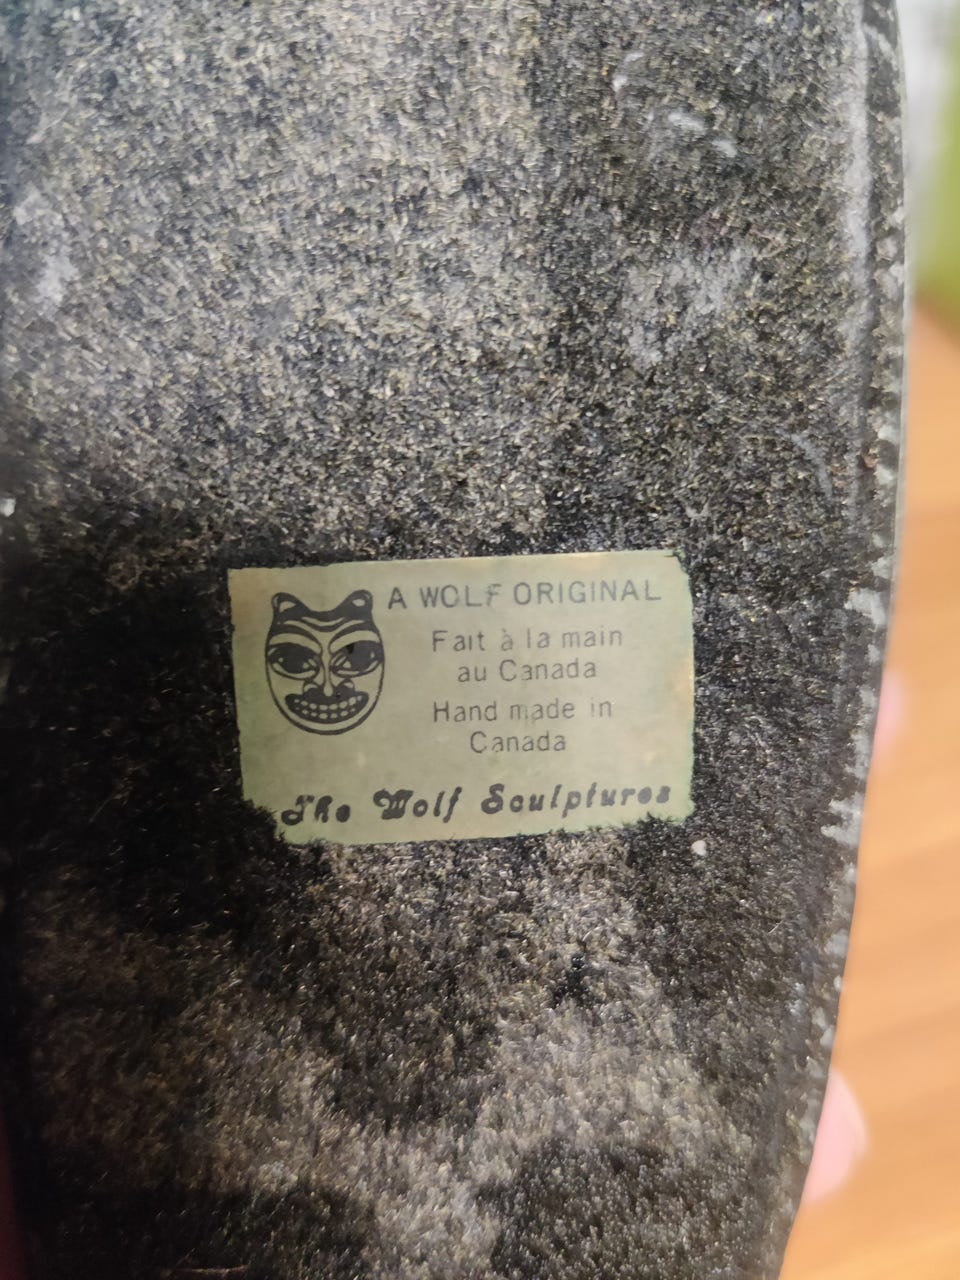 A WOLF ORIGINAL
Fait à la main
au Canada
Hand made in
Canada
The Wolf Sculptures